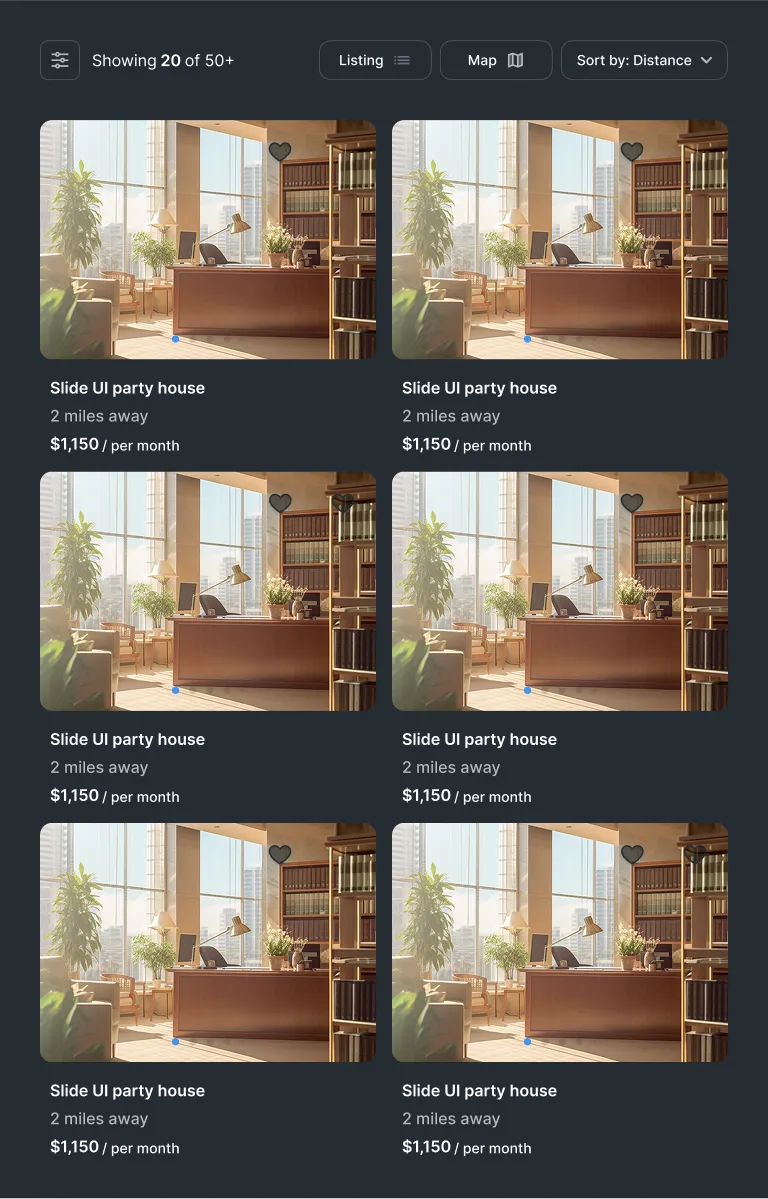 Showing 20 of 50+
Listing
Map
Sort by: Distance
Slide UI party house
2 miles away
$1,150 / per month
Slide UI party house
2 miles away
$1,150 / per month
Slide UI party house
2 miles away
$1,150 / per month
Slide UI party house
2 miles away
$1,150 / per month
Slide UI party house
2 miles away
$1,150 / per month
Slide UI party house
2 miles away
$1,150 / per month